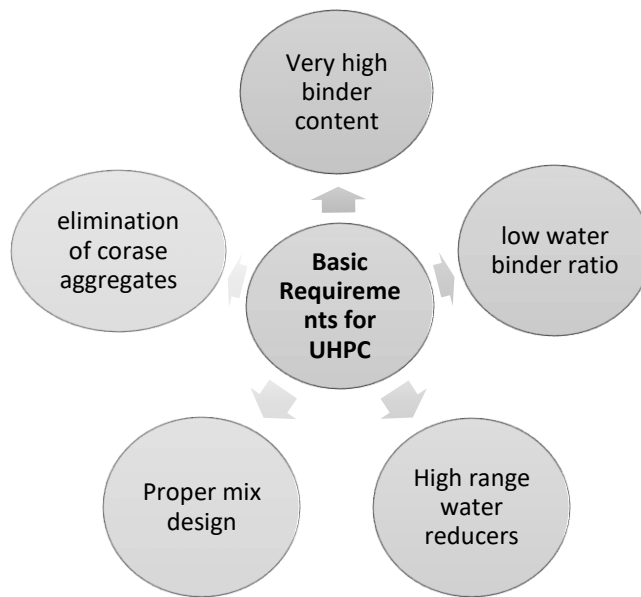 Very high
binder
content
elimination
of corase
aggregates
low water
binder ratio
Basic
Requireme
nts for
UHPC
Proper mix
design
High range
water
reducers